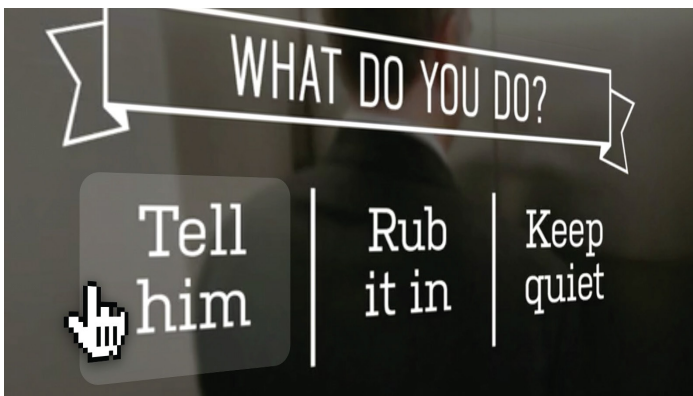 WHAT DO YOU DO?
Tell
him
Rub
it in
Keep
quiet